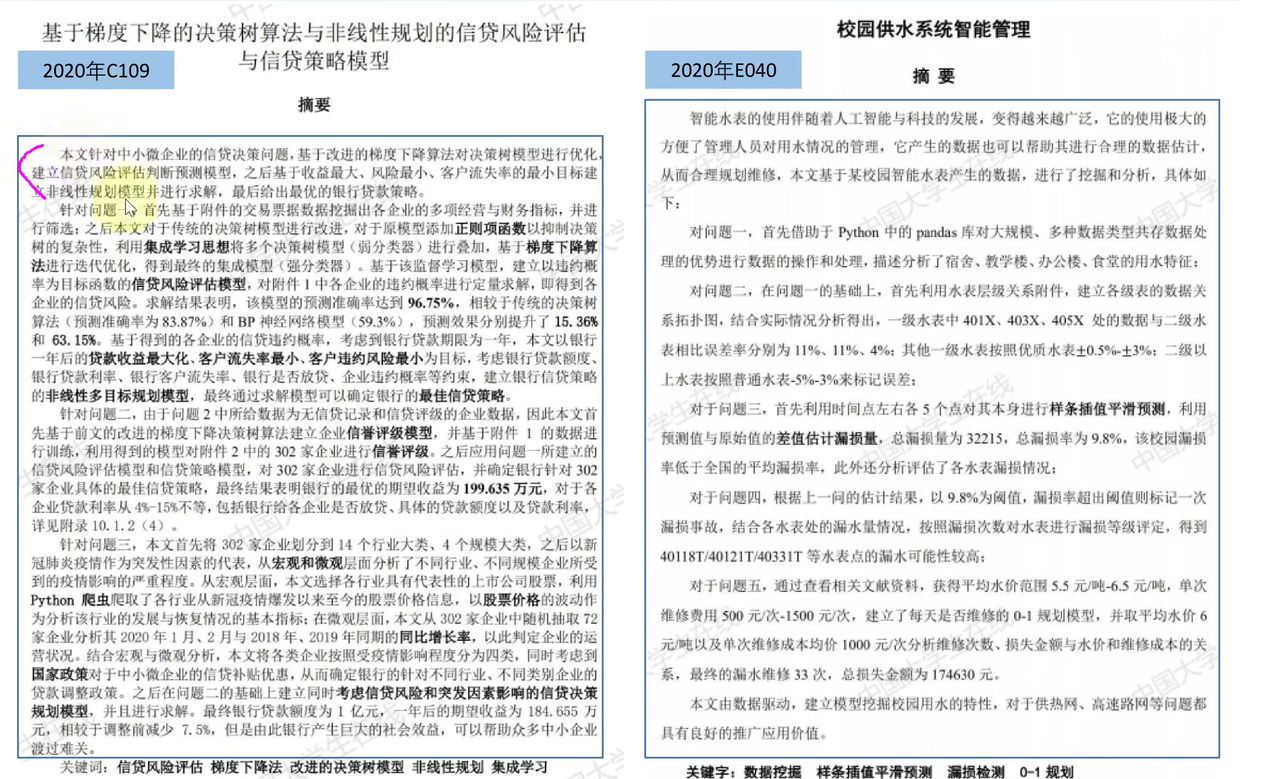 基于梯度下降的决策树算法与非线性规划的信贷风险评估
与信贷策略模型
2020年C109
摘要
本文针对中小微企业的信贷决策问题，基于改进的梯度下降算法对决策树模型进行优化，
建立信贷风险评估判断预测模型，之后基于收益最大、风险最小、客户流失率的最小目标建
立非线性规划模型并进行求解，最后给出最优的银行贷款策略。
针对问题一，首先基于附件的交易票据数据挖掘出各企业的多项经营与财务指标，并进
行筛选；之后本文对于传统的决策树模型进行改进，对于原模型添加正则项函数以抑制决策
树的复杂性，利用集成学习思想将多个决策树模型（弱分类器）进行叠加，基于梯度下降算
法进行迭代优化，得到最终的集成模型（强分类器）。基于该监督学习模型，建立以违约概
率为目标函数的信贷风险评估模型，对附件1中各企业的违约概率进行定量求解，即得到各
企业的信贷风险。求解结果表明，该模型的预测准确率达到 96.75%，相较于传统的决策树
算法（预测准确率为 83.87%）和 BP 神经网络模型（59.3%），预测效果分别提升了 15.36%
和 63.15%。基于得到的各企业的信贷违约概率，考虑到银行贷款期限为一年，本文以银行
一年后的贷款收益最大化、客户流失率最小、客户违约风险最小为目标，考虑银行贷款额度、
银行贷款利率、银行客户流失率、银行是否放贷、企业违约概率等约束，建立银行信贷策略
的非线性多目标规划模型，最终通过求解模型可以确定银行的最佳信贷策略。
针对问题二，由于问题 2 中所给数据为无信贷记录和信贷评级的企业数据，因此本文首
先基于前文的改进的梯度下降决策树算法建立企业信誉评级模型，并基于附件 1 的数据进
行训练，利用得到的模型对附件 2 中的 302 家企业进行信誉评级。之后应用问题一所建立的
信贷风险评估模型和信贷策略模型，对 302 家企业进行信贷风险评估，并确定银行针对 302
家企业具体的最佳信贷策略，最终结果表明银行的最优的期望收益为 199.635 万元，对于各
企业贷款利率从 4%-15%不等，包括银行给各企业是否放贷、具体的贷款额度以及贷款利率，
详见附录 10.1.2（4）。
针对问题三，本文首先将 302 家企业划分到 14 个行业大类、4 个规模大类，之后以新
冠肺炎疫情作为突发性因素的代表，从宏观和微观层面分析了不同行业、不同规模企业所受
到的疫情影响的严重程度。从宏观层面，本文选择各行业具有代表性的上市公司股票，利用
Python 爬虫爬取了各行业从新冠疫情爆发以来至今的股票价格信息，以股票价格的波动作
为分析该行业的发展与恢复情况的基本指标；在微观层面，本文从 302 家企业中随机抽取 72
家企业分析其 2020 年 1 月、2 月与 2018 年、2019 年同期的同比增长率，以此判定企业的运
营状况。结合宏观与微观分析，本文将各类企业按照受疫情影响程度分为四类，同时考虑到
国家政策对于中小微企业的信贷补贴优惠，从而确定银行的针对不同行业、不同类别企业的
贷款调整政策。之后在问题二的基础上建立同时考虑信贷风险和突发因素影响的信贷决策
规划模型，并且进行求解。最终银行贷款额度为 1 亿元，一年后的期望收益为 184.655 万
元，相较于调整前减少 7.5%，但是由此银行产生巨大的社会效益，可以帮助众多中小企业
渡过难关。
关键词：信贷风险评估 梯度下降法 改进的决策树模型 非线性规划 集成学习
校园供水系统智能管理
2020年E040
摘 要
智能水表的使用伴随着人工智能与科技的发展，变得越来越广泛，它的使用极大的
方便了管理人员对用水情况的管理，它产生的数据也可以帮助其进行合理的数据估计，
从而合理规划维修，本文基于某校园智能水表产生的数据，进行了挖掘和分析，具体如
下：
对问题一，首先借助于 Python 中的 pandas 库对大规模、多种数据类型共存数据处
理的优势进行数据的操作和处理，描述分析了宿舍、教学楼、办公楼、食堂的用水特征；
对问题二，在问题一的基础上，首先利用水表层级关系附件，建立各级表的数据关
系拓扑图，结合实际情况分析得出，一级水表中 401X、403X、405X 处的数据与二级水
表相比误差率分别为 11%、11%、4%；其他一级水表按照优质水表±0.5%-±3%；二级以
上水表按照普通水表-5%-3%来标记误差；
对于问题三，首先利用时间点左右各 5 个点对其本身进行样条插值平滑预测，利用
预测值与原始值的差值估计漏损量，总漏损量为 32215，总漏损率为 9.8%，该校园漏损
率低于全国的平均漏损率，此外还分析评估了各水表漏损情况；
对于问题四，根据上一问的估计结果，以 9.8%为阈值，漏损率超出阈值则标记一次
漏损事故，结合各水表处的漏水量情况，按照漏损次数对水表进行漏损等级评定，得到
40118T/40121T/40331T 等水表点的漏水可能性较高；
对于问题五，通过查看相关文献资料，获得平均水价范围 5.5 元/吨-6.5 元/吨，单次
维修费用 500 元/次-1500 元/次，建立了每天是否维修的 0-1 规划模型，并取平均水价 6
元/吨以及单次维修成本均价 1000 元/次分析维修次数、损失金额与水价和维修成本的关
系，最终的漏水维修 33 次，总损失金额为 174630 元。
本文由数据驱动，建立模型挖掘校园用水的特性，对于供热网、高速路网等问题都
具有良好的推广应用价值。
关键字：数据挖掘 样条插值平滑预测 漏损检测 0-1 规划